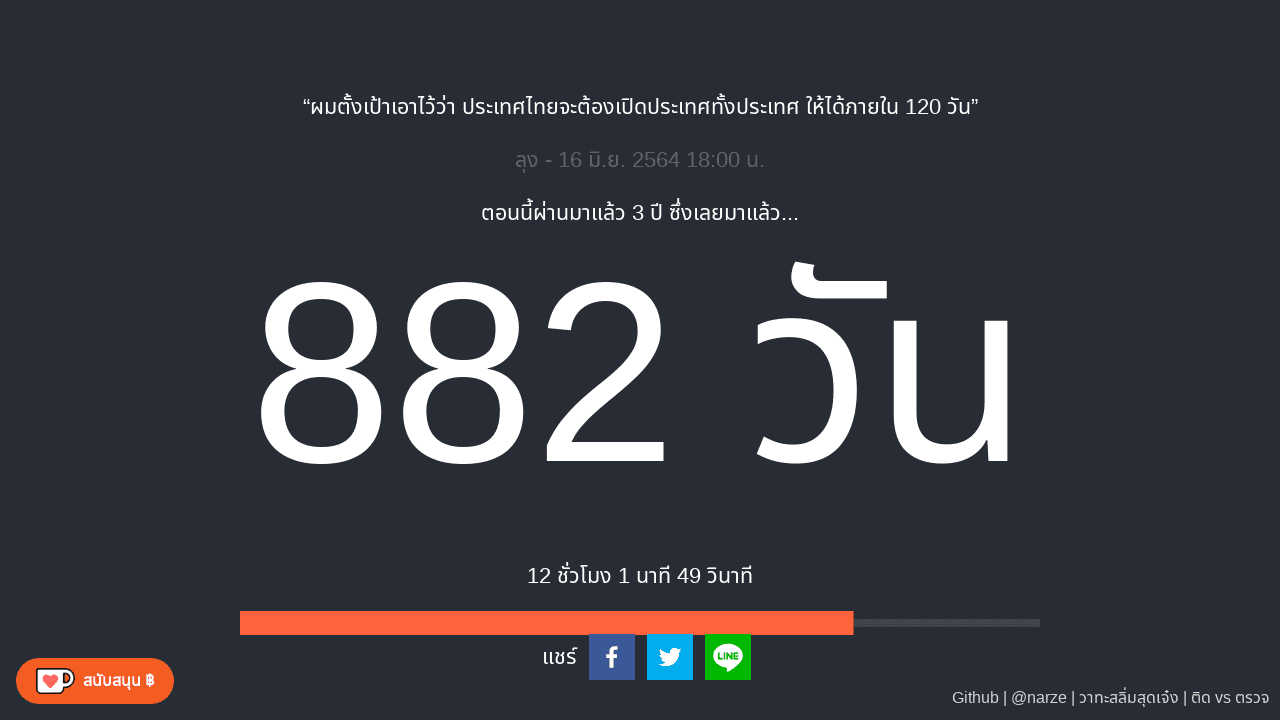 “ผมตั้งเป้าเอาไว้ว่า ประเทศไทยจะต้องเปิดประเทศทั้งประเทศ ให้ได้ภายใน 120 วัน”
ลุง - 16 มิ.ย. 2564 18:00 น.
ตอนนี้ผ่านมาแล้ว 3 ปี ซึ่งเลยมาแล้ว...
882 วัน
12 ชั่วโมง 1 นาที 49 วินาที
แชร์
LINE
สนับสนุน ฿
Github | @narze | วาทะสลิ่มสุดเจ๋ง | ติด vs ตรวจ